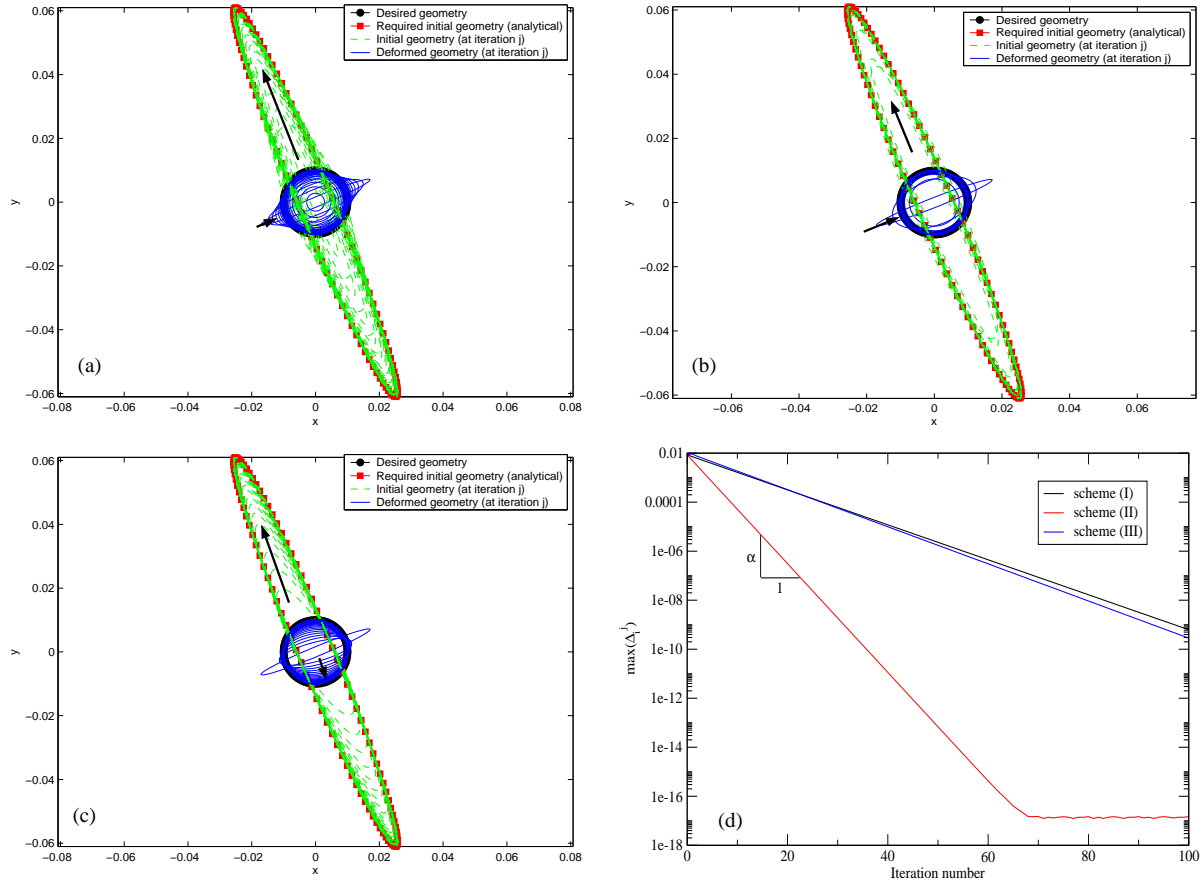 Desired geometry
Required initial geometry (analytical)
Initial geometry (at iteration j)
Deformed geometry (at iteration j)
0.06
0.04
0.02
0
−0.02
−0.04
−0.06
y
(a)
−0.08 −0.06 −0.04 −0.02 0 0.02 0.04 0.06 0.08
x
Desired geometry
Required initial geometry (analytical)
Initial geometry (at iteration j)
Deformed geometry (at iteration j)
0.06
0.04
0.02
0
−0.02
−0.04
−0.06
y
(b)
−0.06 −0.04 −0.02 0 0.02 0.04 0.06
x
Desired geometry
Required initial geometry (analytical)
Initial geometry (at iteration j)
Deformed geometry (at iteration j)
0.06
0.04
0.02
0
−0.02
−0.04
−0.06
y
(c)
−0.08 −0.06 −0.04 −0.02 0 0.02 0.04 0.06 0.08
x
0.01
0.0001
1e-06
1e-08
1e-10
1e-12
1e-14
1e-16
1e-18
max(Δᵢʲ)
scheme (I)
scheme (II)
scheme (III)
α
1
(d)
0 20 40 60 80 100
Iteration number